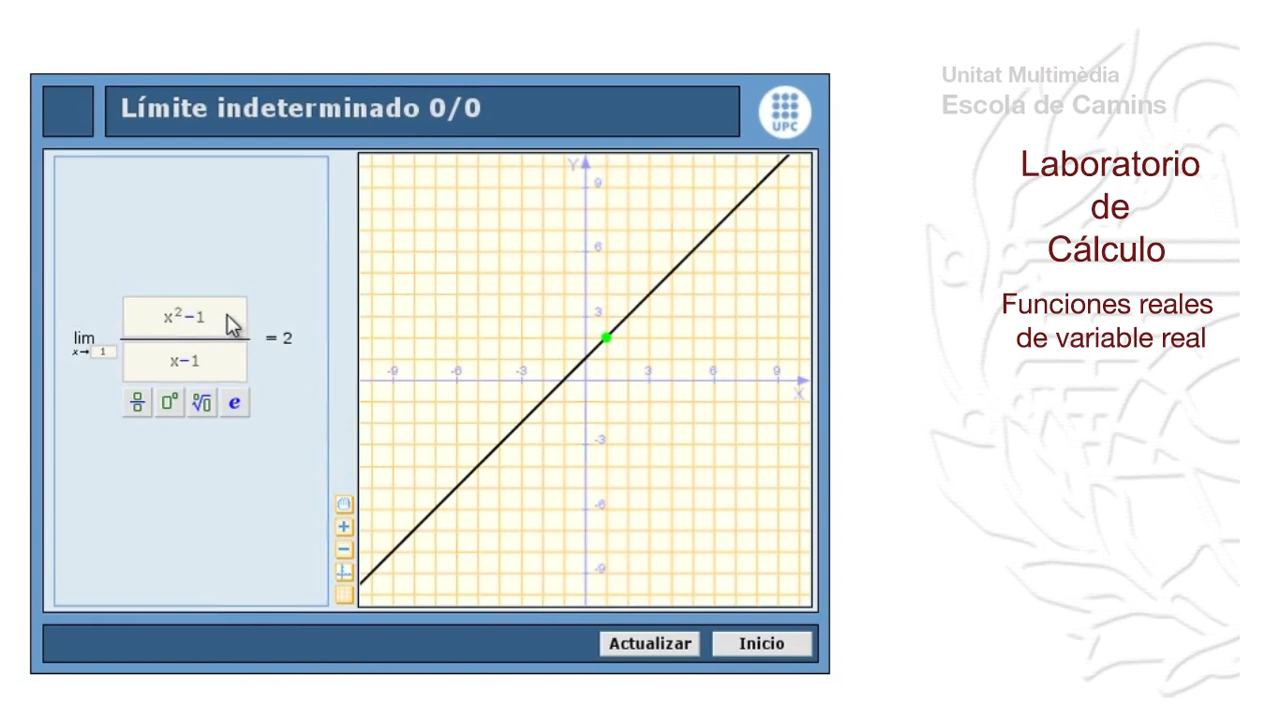 Unitat Multimèdia
Escola de Camins
Laboratorio
de
Cálculo
Funciones reales
de variable real
Límite indeterminado 0/0
UPC
lim
x→ 1
x²−1
x−1
= 2
e
Y
9
6
3
-9
-6
-3
3
6
9
X
-3
-6
-9
Actualizar
Inicio